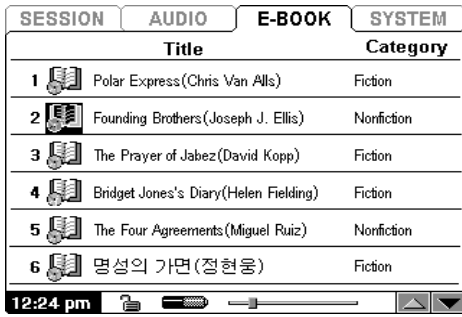 SESSION AUDIO E-BOOK SYSTEM
Title Category
1 Polar Express(Chris Van Alls) Fiction
2 Founding Brothers(Joseph J. Ellis) Nonfiction
3 The Prayer of Jabez(David Kopp) Fiction
4 Bridget Jones's Diary(Helen Fielding) Fiction
5 The Four Agreements(Miguel Ruiz) Nonfiction
6 명성의 가면(정현웅) Fiction
12:24 pm